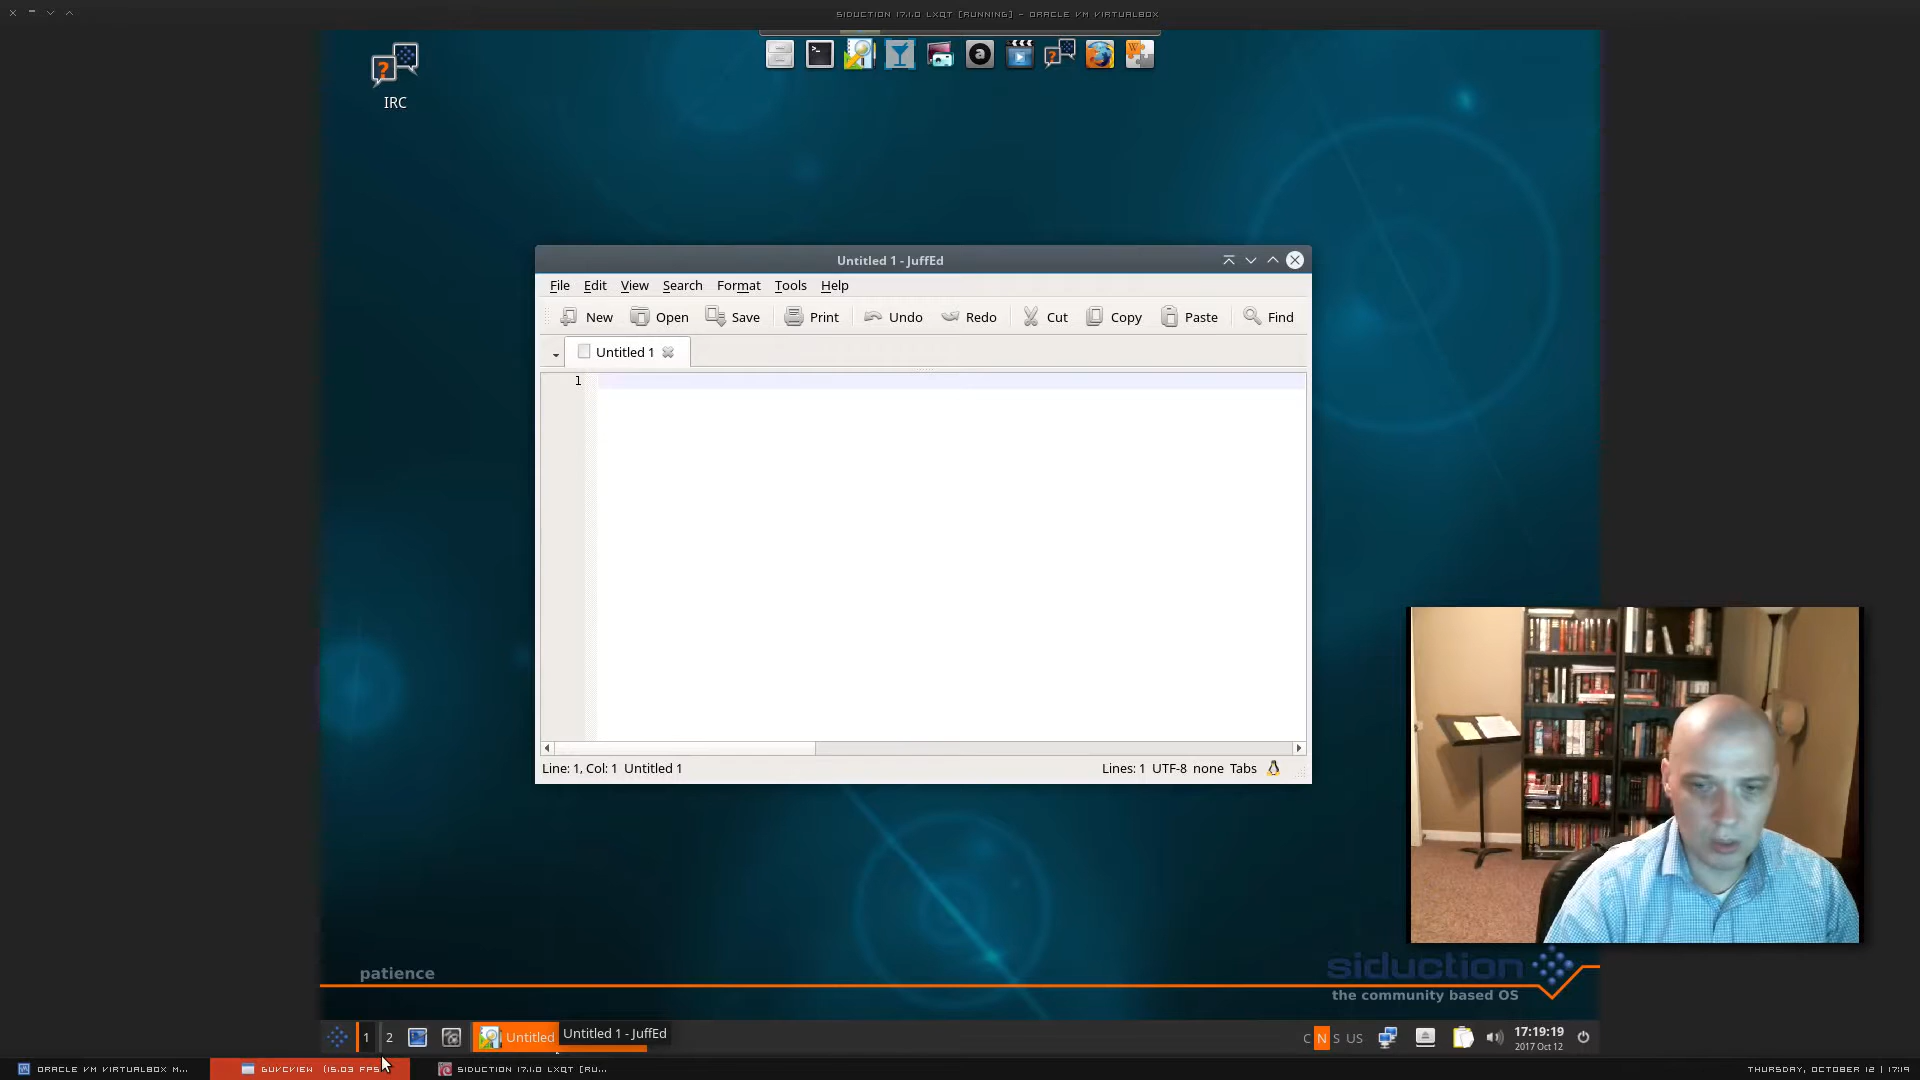 SIDUCTION 17.1.0 LXQT [RUNNING] - ORACLE VM VIRTUALBOX
IRC
Untitled 1 - JuffEd
File Edit View Search Format Tools Help
New Open Save Print Undo Redo Cut Copy Paste Find
Untitled 1
1
Line: 1, Col: 1 Untitled 1
Lines: 1 UTF-8 none Tabs
patience
siduction
the community based OS
1 2 Untitled
Untitled 1 - JuffEd
C N S US
17:19:19
2017 Oct 12
ORACLE VM VIRTUALBOX M...
GUVCVIEW (15.03 FPS
SIDUCTION 17.1.0 LXQT [RU...
THURSDAY, OCTOBER 12 | 17:19